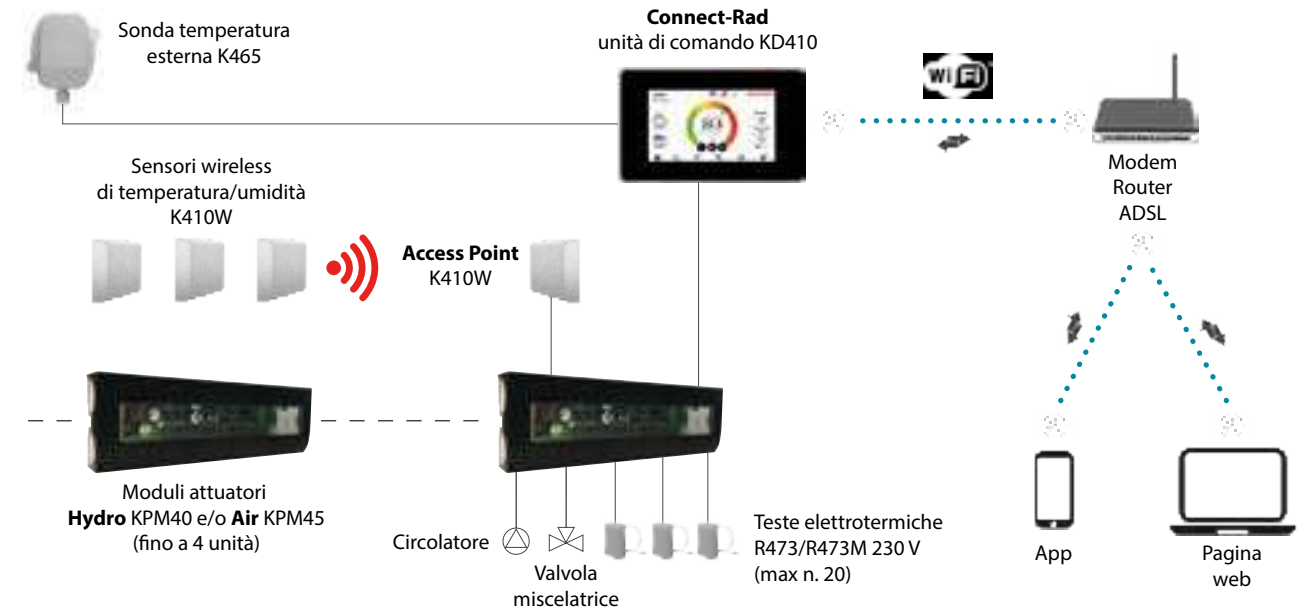 Sonda temperatura
esterna K465
Connect-Rad
unità di comando KD410
Wi Fi
Modem
Router
ADSL
Sensori wireless
di temperatura/umidità
K410W
Access Point
K410W
Moduli attuatori
Hydro KPM40 e/o Air KPM45
(fino a 4 unità)
Circolatore
Valvola
miscelatrice
Teste elettrotermiche
R473/R473M 230 V
(max n. 20)
App
Pagina
web